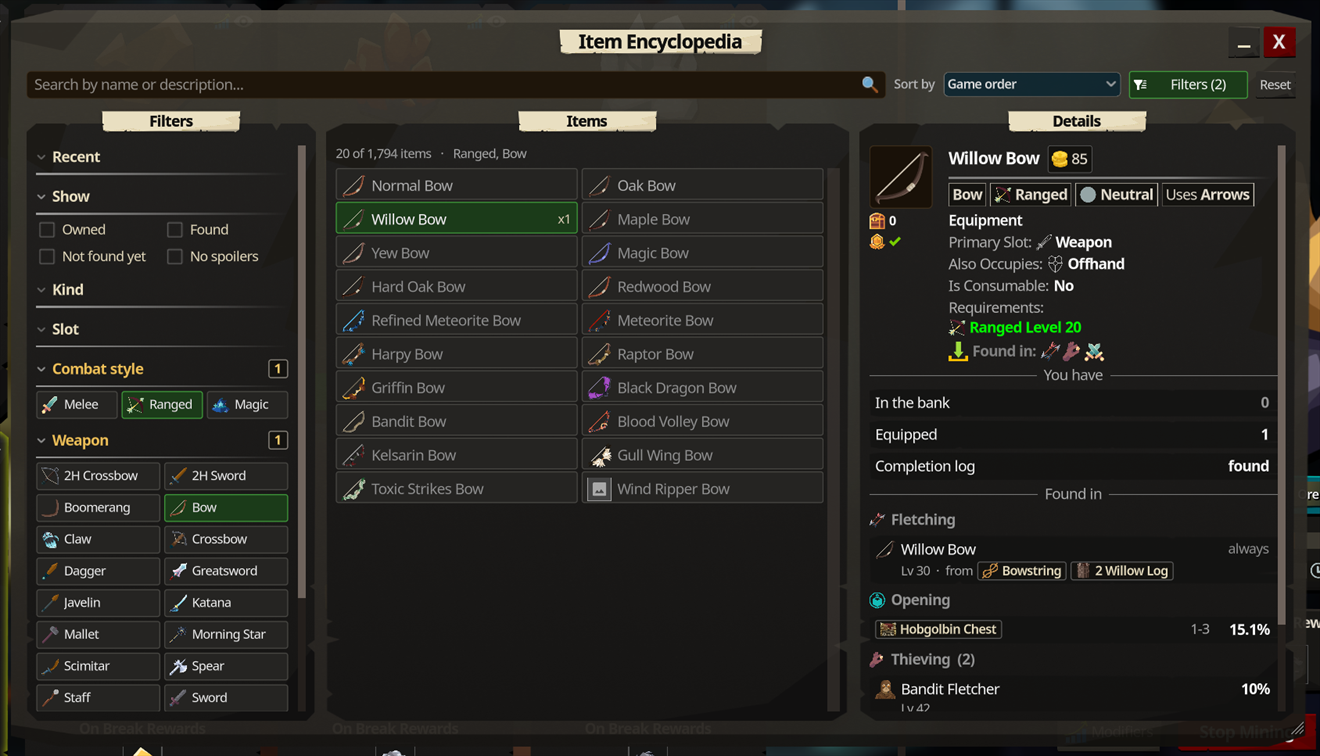 Item Encyclopedia
X
Search by name or description...
Sort by
Game order
Filters (2)
Reset
Filters
Recent
Show
Owned
Found
Not found yet
No spoilers
Kind
Slot
Combat style
1
Melee
Ranged
Magic
Weapon
1
2H Crossbow
2H Sword
Boomerang
Bow
Claw
Crossbow
Dagger
Greatsword
Javelin
Katana
Mallet
Morning Star
Scimitar
Spear
Staff
Sword
Items
20 of 1,794 items · Ranged, Bow
Normal Bow
Oak Bow
Willow Bow x1
Maple Bow
Yew Bow
Magic Bow
Hard Oak Bow
Redwood Bow
Refined Meteorite Bow
Meteorite Bow
Harpy Bow
Raptor Bow
Griffin Bow
Black Dragon Bow
Bandit Bow
Blood Volley Bow
Kelsarin Bow
Gull Wing Bow
Toxic Strikes Bow
Wind Ripper Bow
Details
Willow Bow 85
Bow Ranged Neutral Uses Arrows
0
Equipment
Primary Slot: Weapon
Also Occupies: Offhand
Is Consumable: No
Requirements:
Ranged Level 20
Found in:
You have
In the bank 0
Equipped 1
Completion log found
Found in
Fletching
Willow Bow always
Lv 30 · from Bowstring 2 Willow Log
Opening
Hobgolbin Chest 1-3 15.1%
Thieving (2)
Bandit Fletcher 10%
Lv 42
On Break Rewards
On Break Rewards
On Break Rewards
Modifiers
Stop Mining